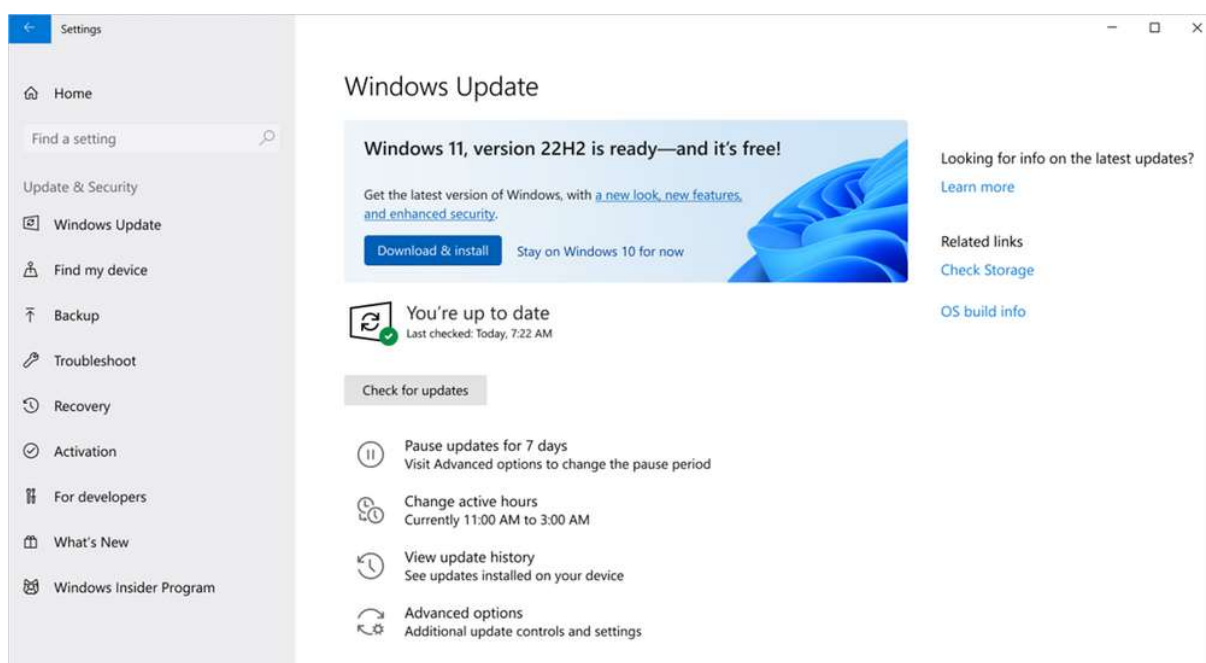 Settings
Home
Find a setting
Update & Security
Windows Update
Find my device
Backup
Troubleshoot
Recovery
Activation
For developers
What's New
Windows Insider Program
Windows Update
Windows 11, version 22H2 is ready—and it's free!
Get the latest version of Windows, with a new look, new features,
and enhanced security.
Download & install
Stay on Windows 10 for now
You're up to date
Last checked: Today, 7:22 AM
Check for updates
Pause updates for 7 days
Visit Advanced options to change the pause period
Change active hours
Currently 11:00 AM to 3:00 AM
View update history
See updates installed on your device
Advanced options
Additional update controls and settings
Looking for info on the latest updates?
Learn more
Related links
Check Storage
OS build info